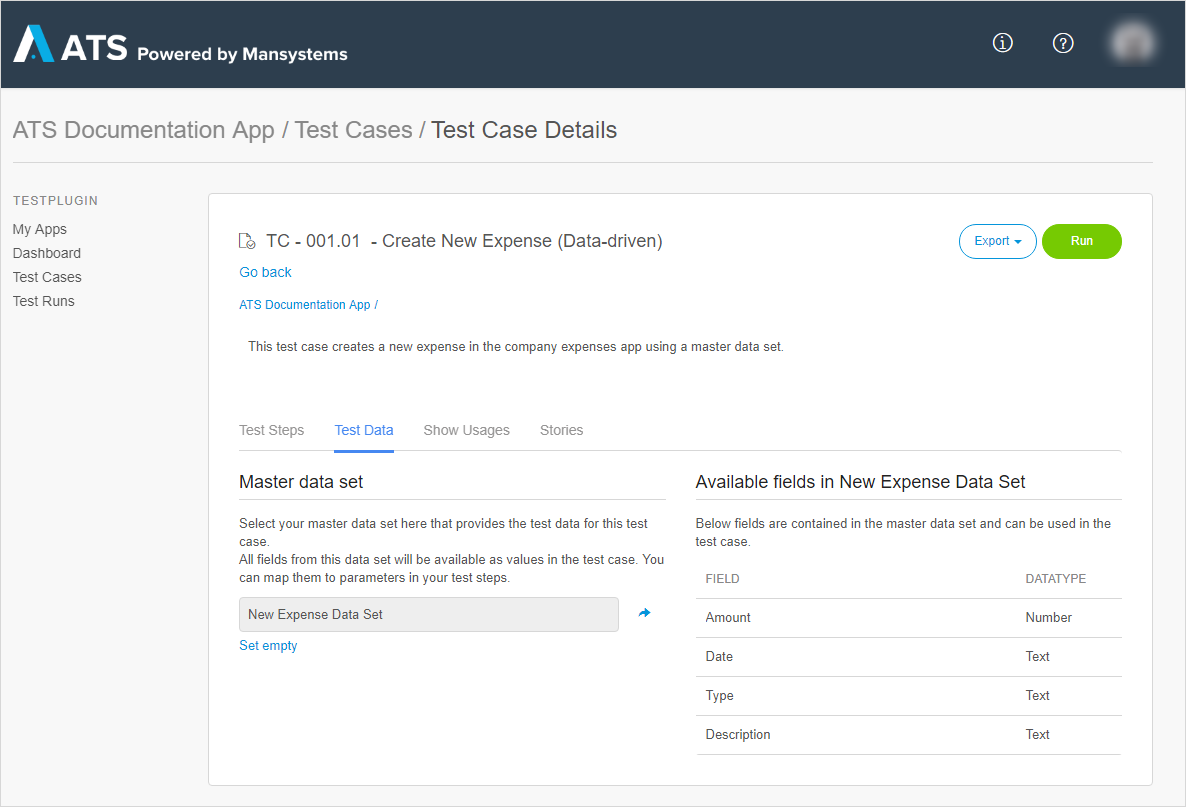 ATS Powered by Mansystems
ATS Documentation App / Test Cases / Test Case Details
TESTPLUGIN
My Apps
Dashboard
Test Cases
Test Runs
TC - 001.01 - Create New Expense (Data-driven)
Export
Run
Go back
ATS Documentation App /
This test case creates a new expense in the company expenses app using a master data set.
Test Steps
Test Data
Show Usages
Stories
Master data set
Select your master data set here that provides the test data for this test
case.
All fields from this data set will be available as values in the test case. You
can map them to parameters in your test steps.
New Expense Data Set
Set empty
Available fields in New Expense Data Set
Below fields are contained in the master data set and can be used in the
test case.
FIELD DATATYPE
Amount Number
Date Text
Type Text
Description Text